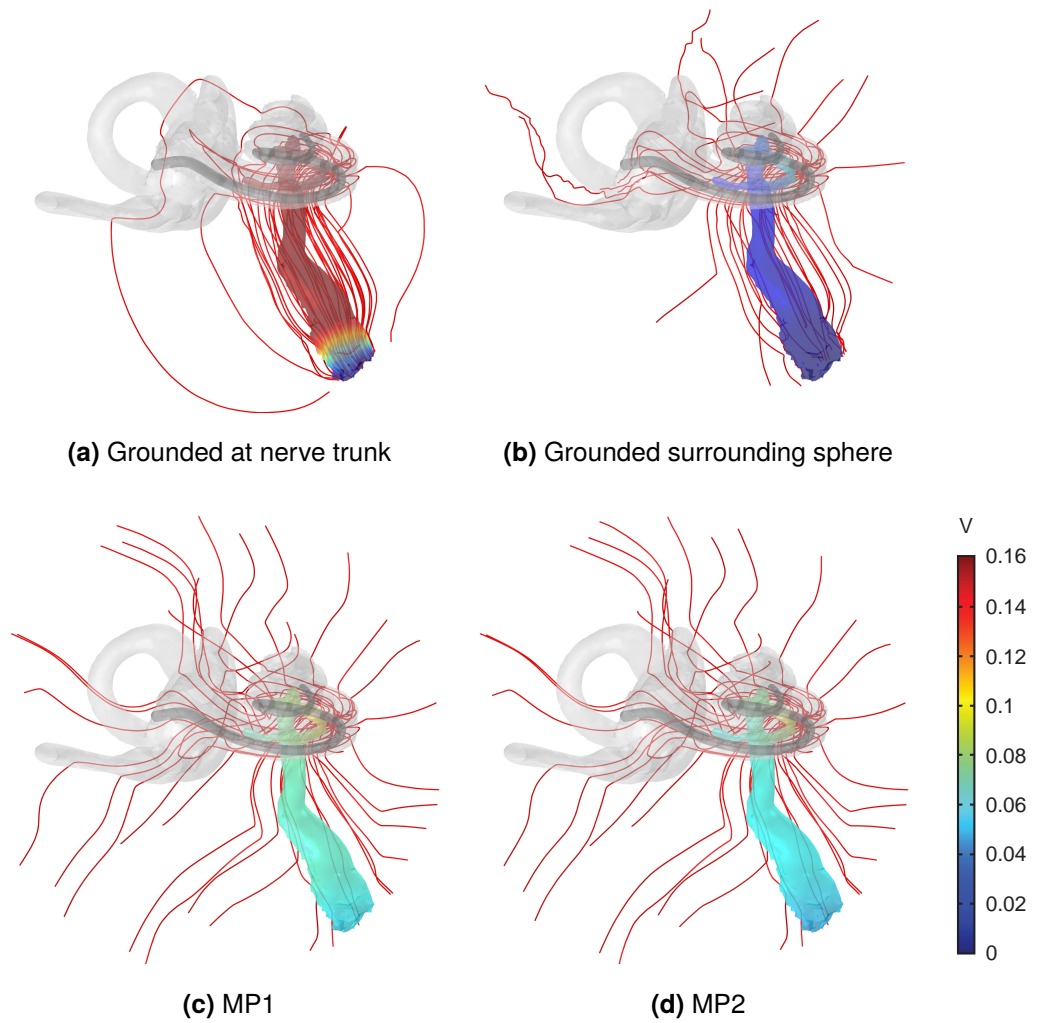 (a) Grounded at nerve trunk
(b) Grounded surrounding sphere
V
0.16
0.14
0.12
0.1
0.08
0.06
0.04
0.02
0
(c) MP1
(d) MP2